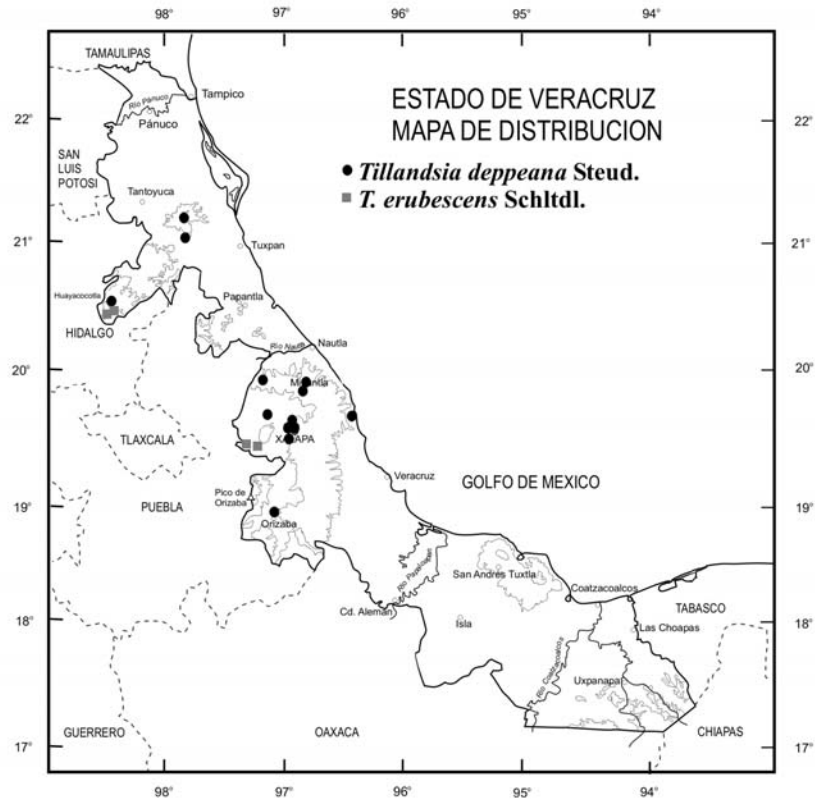 98° 97° 96° 95° 94°
TAMAULIPAS
Río Pánuco
Tampico
Pánuco
22° 22°
ESTADO DE VERACRUZ
MAPA DE DISTRIBUCION
Tillandsia deppeana Steud.
T. erubescens Schltdl.
SAN
LUIS
POTOSI
Tantoyuca
21° 21°
Tuxpan
Huayacocotla
Papantla
HIDALGO
Río Nautla
Nautla
20° 20°
Misantla
TLAXCALA
XALAPA
Veracruz
GOLFO DE MEXICO
19° 19°
PUEBLA
Pico de
Orizaba
Orizaba
Río Papaloapan
San Andrés Tuxtla
Coatzacoalcos
TABASCO
Cd. Alemán
Isla
Las Choapas
18° 18°
Río Coatzacoalcos
Uxpanapa
GUERRERO
OAXACA
CHIAPAS
17° 17°
98° 97° 96° 95° 94°